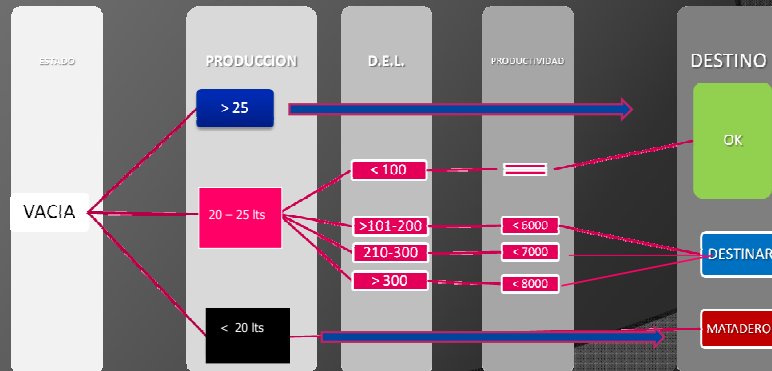 ESTADO
PRODUCCION
D.E.L.
PRODUCTIVIDAD
DESTINO
> 25
OK
< 100
VACIA
20 – 25 lts
>101-200
< 6000
210-300
< 7000
DESTINAR
> 300
< 8000
< 20 lts
MATADERO